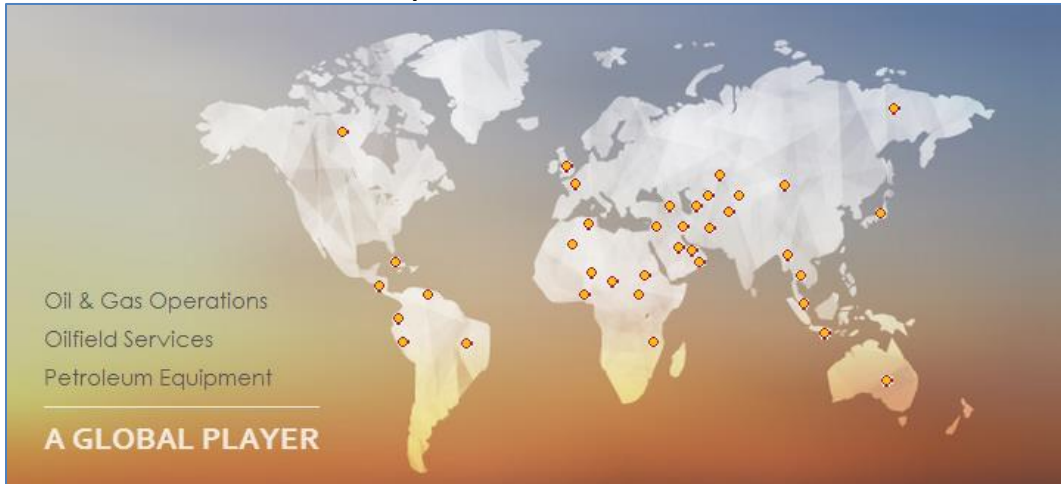 Oil & Gas Operations
Oilfield Services
Petroleum Equipment
A GLOBAL PLAYER